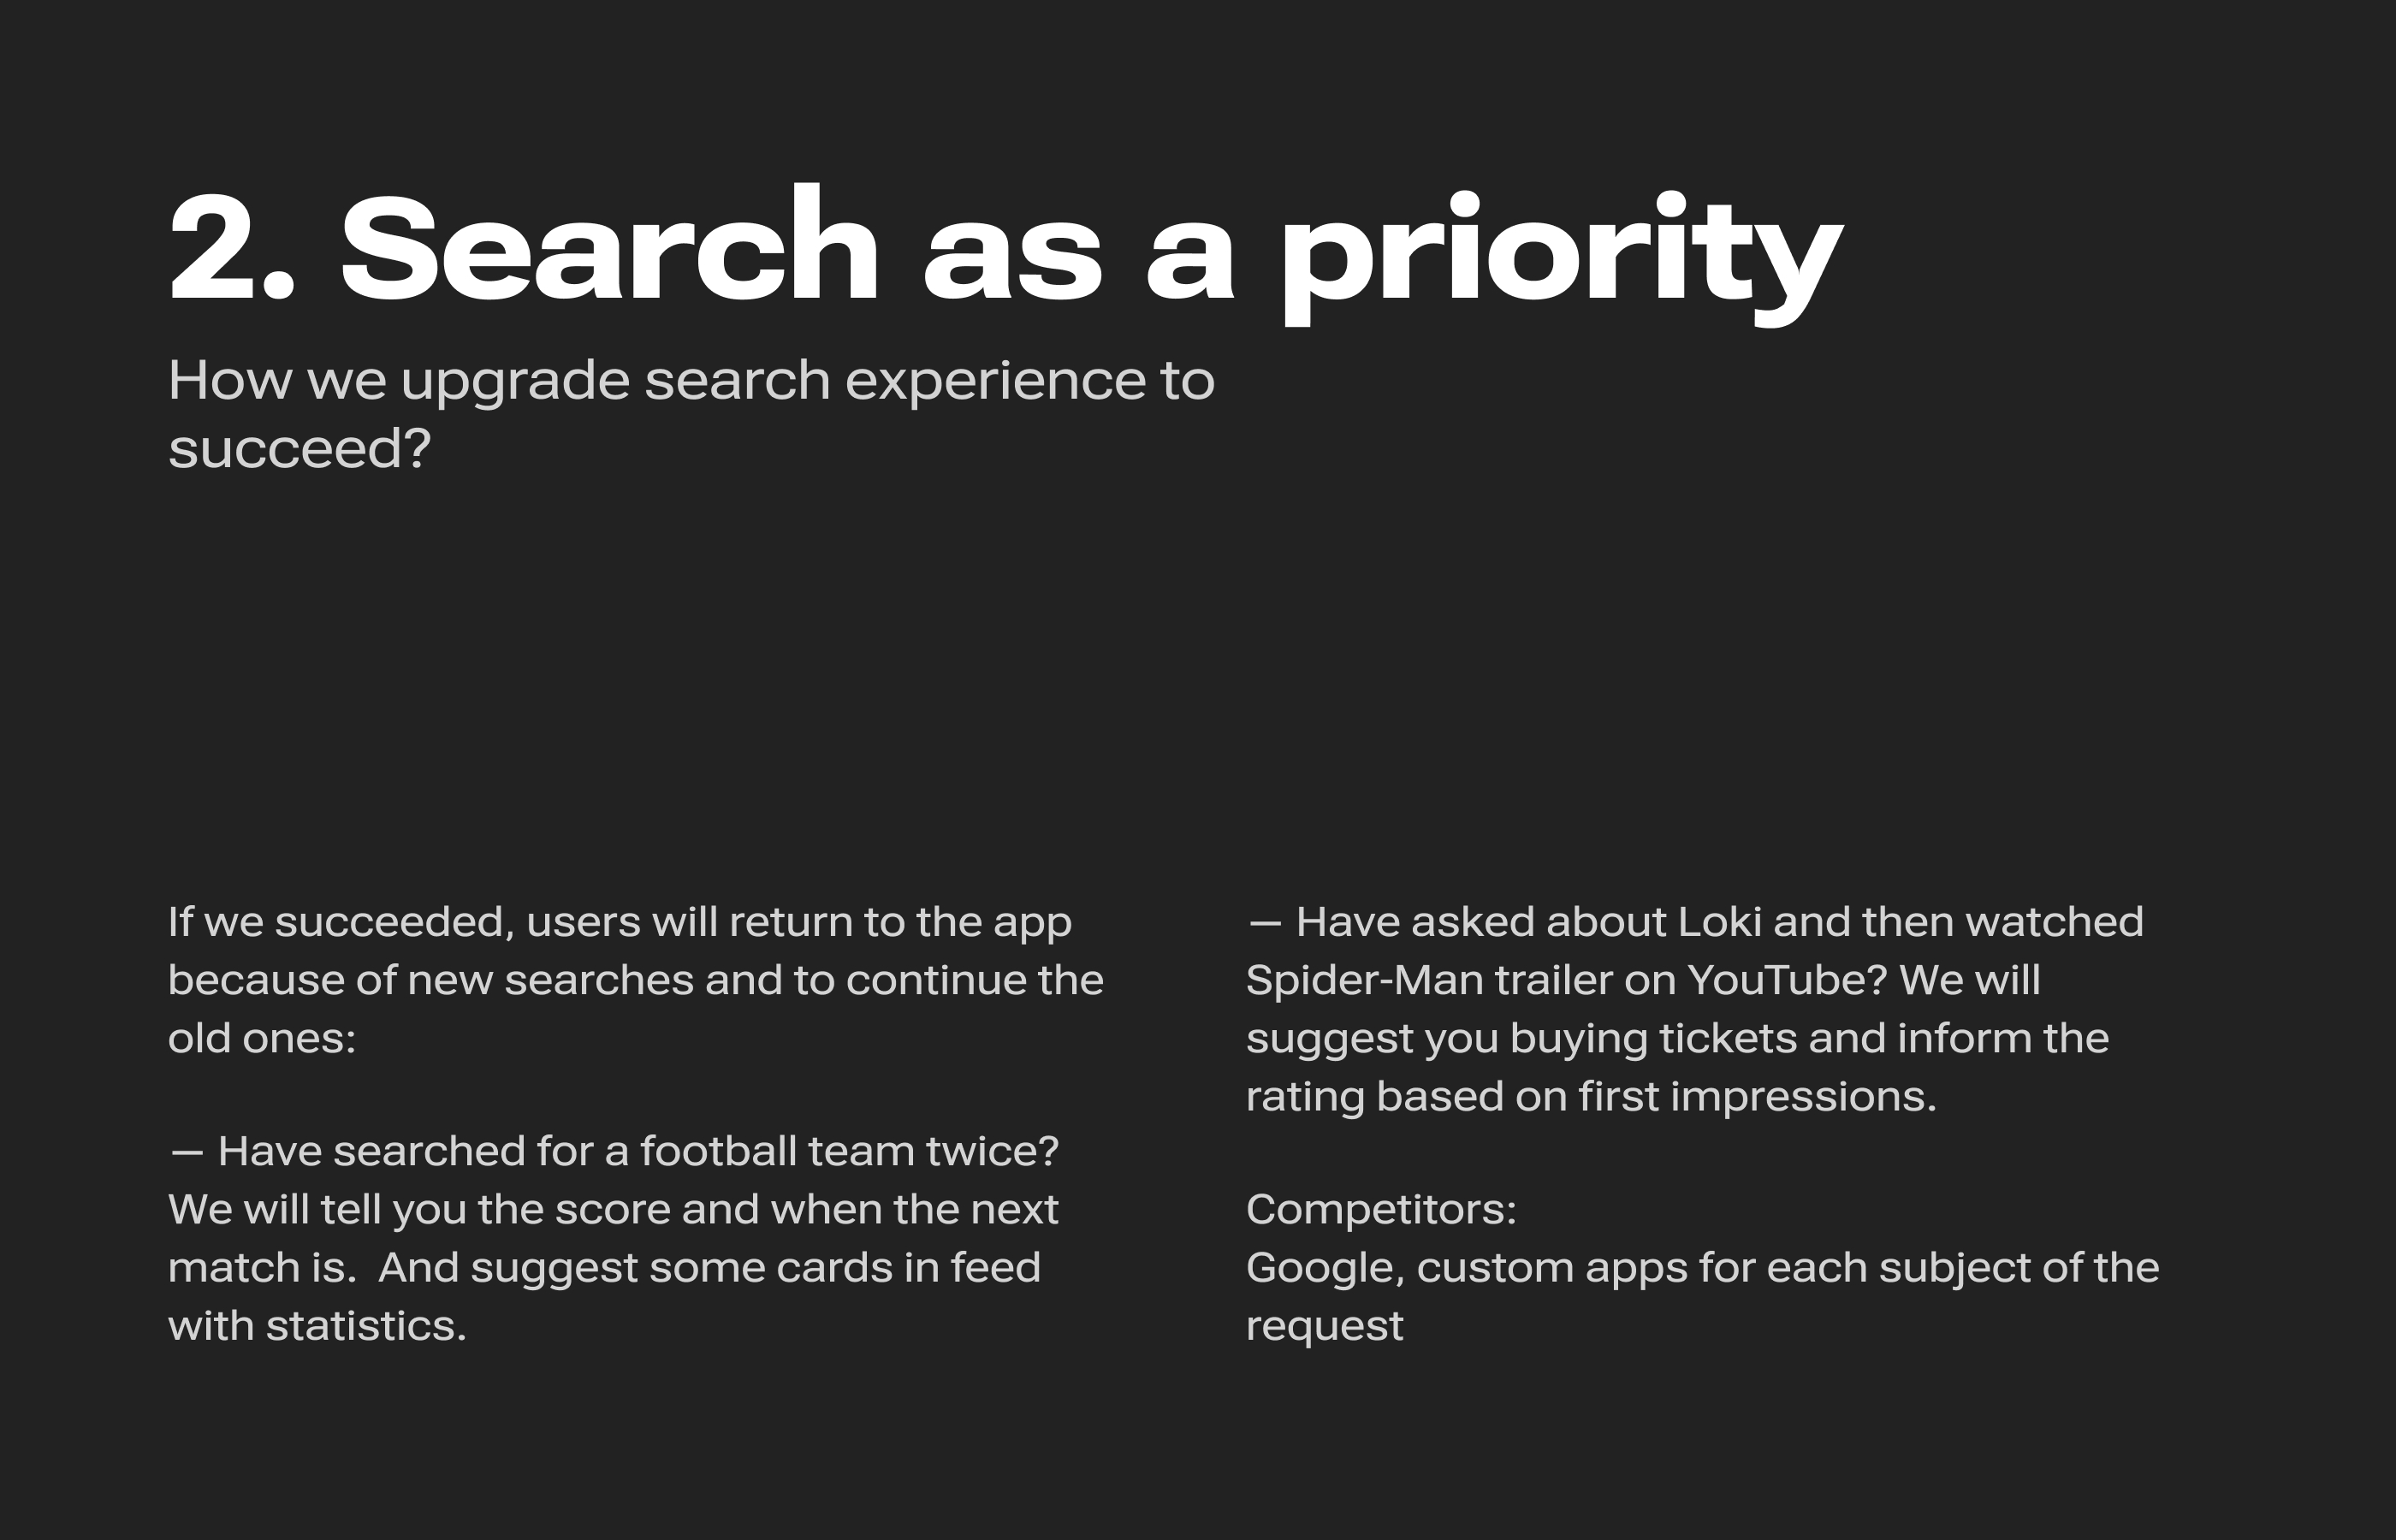 2. Search as a priority
How we upgrade search experience to
succeed?
If we succeeded, users will return to the app
because of new searches and to continue the
old ones:
— Have searched for a football team twice?
We will tell you the score and when the next
match is.  And suggest some cards in feed
with statistics.
— Have asked about Loki and then watched
Spider-Man trailer on YouTube? We will
suggest you buying tickets and inform the
rating based on first impressions.
Competitors:
Google, custom apps for each subject of the
request